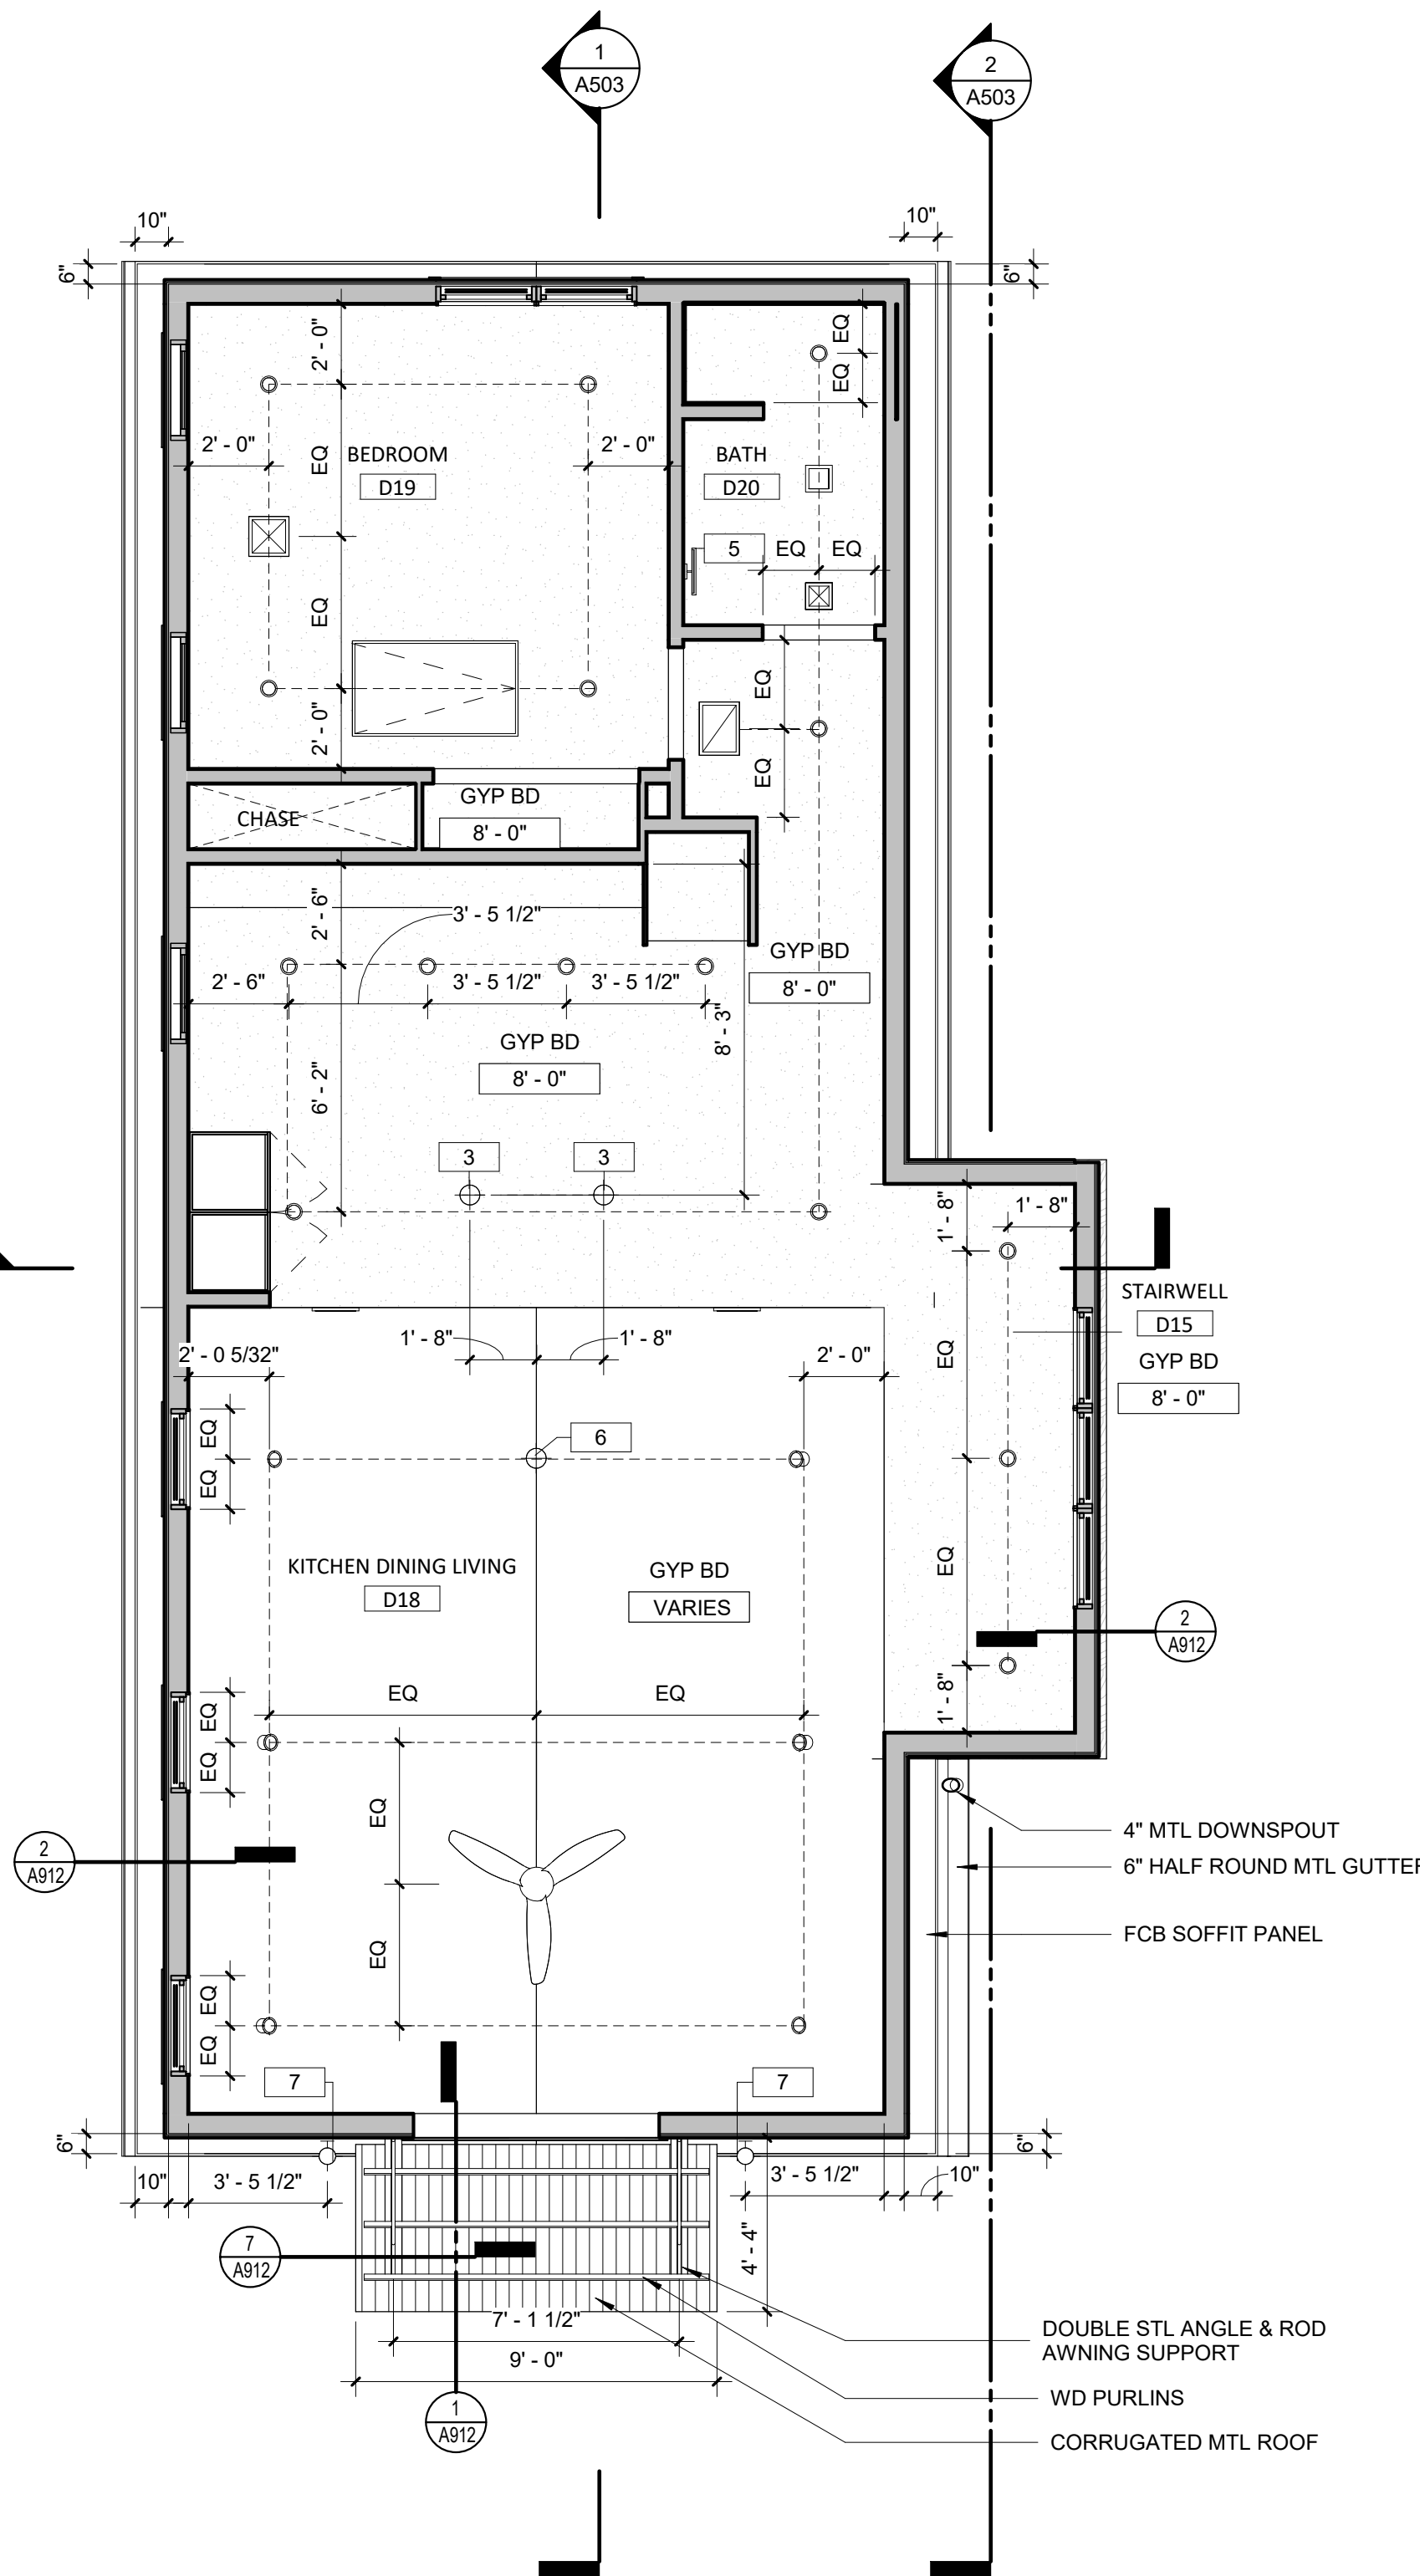 1
A503
2
A503
10"
10"
6"
6"
2' - 0"
EQ
EQ
2' - 0"
EQ
BEDROOM
D19
2' - 0"
BATH
D20
5
EQ
EQ
EQ
EQ
2' - 0"
EQ
EQ
CHASE
GYP BD
8' - 0"
2' - 6"
3' - 5 1/2"
GYP BD
8' - 0"
2' - 6"
3' - 5 1/2"
3' - 5 1/2"
8' - 3"
GYP BD
8' - 0"
6' - 2"
3
3
1' - 8"
1' - 8"
STAIRWELL
D15
GYP BD
8' - 0"
1' - 8"
1' - 8"
2' - 0 5/32"
2' - 0"
EQ
EQ
EQ
6
KITCHEN DINING LIVING
D18
GYP BD
VARIES
EQ
2
A912
EQ
EQ
1' - 8"
EQ
EQ
EQ
4" MTL DOWNSPOUT
2
A912
6" HALF ROUND MTL GUTTER
FCB SOFFIT PANEL
EQ
EQ
EQ
7
7
6"
6"
10"
3' - 5 1/2"
3' - 5 1/2"
10"
7
A912
4' - 4"
7' - 1 1/2"
9' - 0"
DOUBLE STL ANGLE & ROD
AWNING SUPPORT
WD PURLINS
1
A912
CORRUGATED MTL ROOF